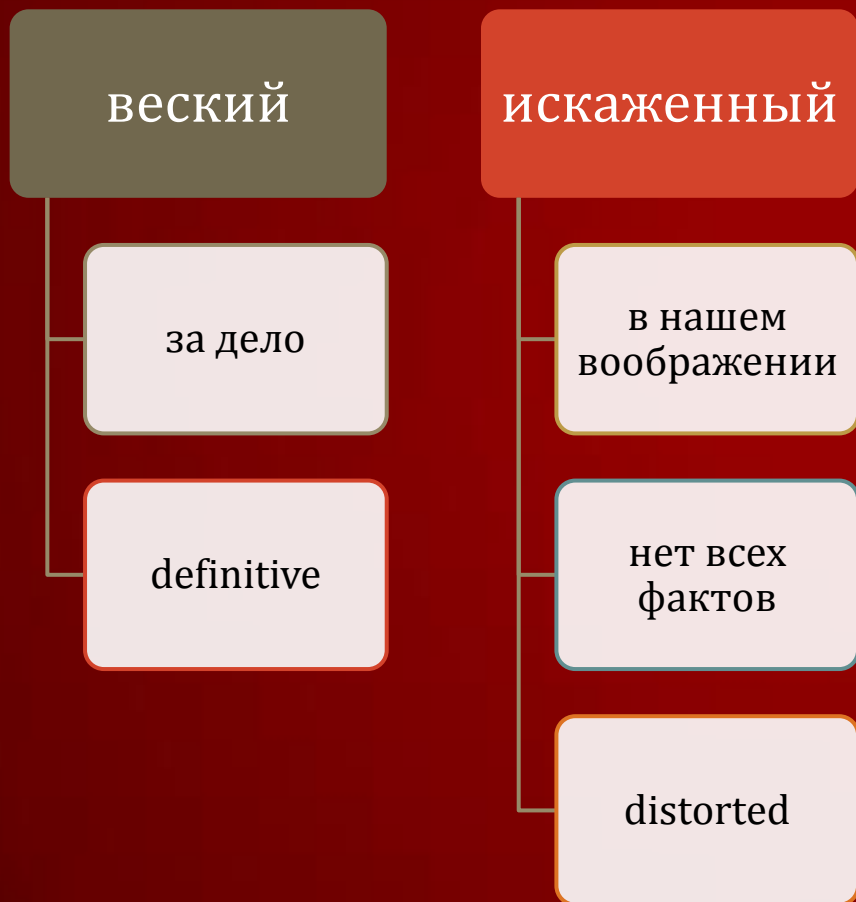 веский
за дело
definitive
искаженный
в нашем
воображении
нет всех
фактов
distorted